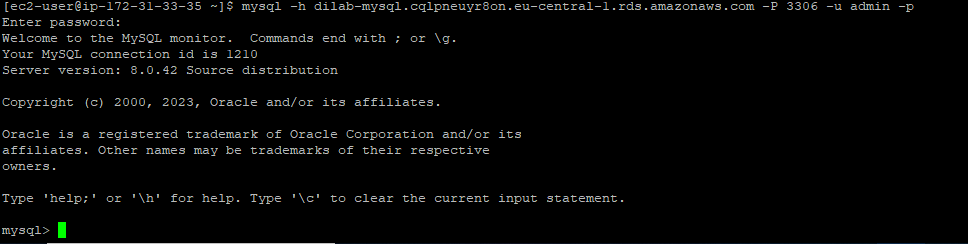 [ec2-user@ip-172-31-33-35 ~]$ mysql -h dilab-mysql.cqlpneuyr8on.eu-central-1.rds.amazonaws.com -P 3306 -u admin -p
Enter password:
Welcome to the MySQL monitor.  Commands end with ; or \g.
Your MySQL connection id is 1210
Server version: 8.0.42 Source distribution
Copyright (c) 2000, 2023, Oracle and/or its affiliates.
Oracle is a registered trademark of Oracle Corporation and/or its
affiliates. Other names may be trademarks of their respective
owners.
Type 'help;' or '\h' for help. Type '\c' to clear the current input statement.
mysql>